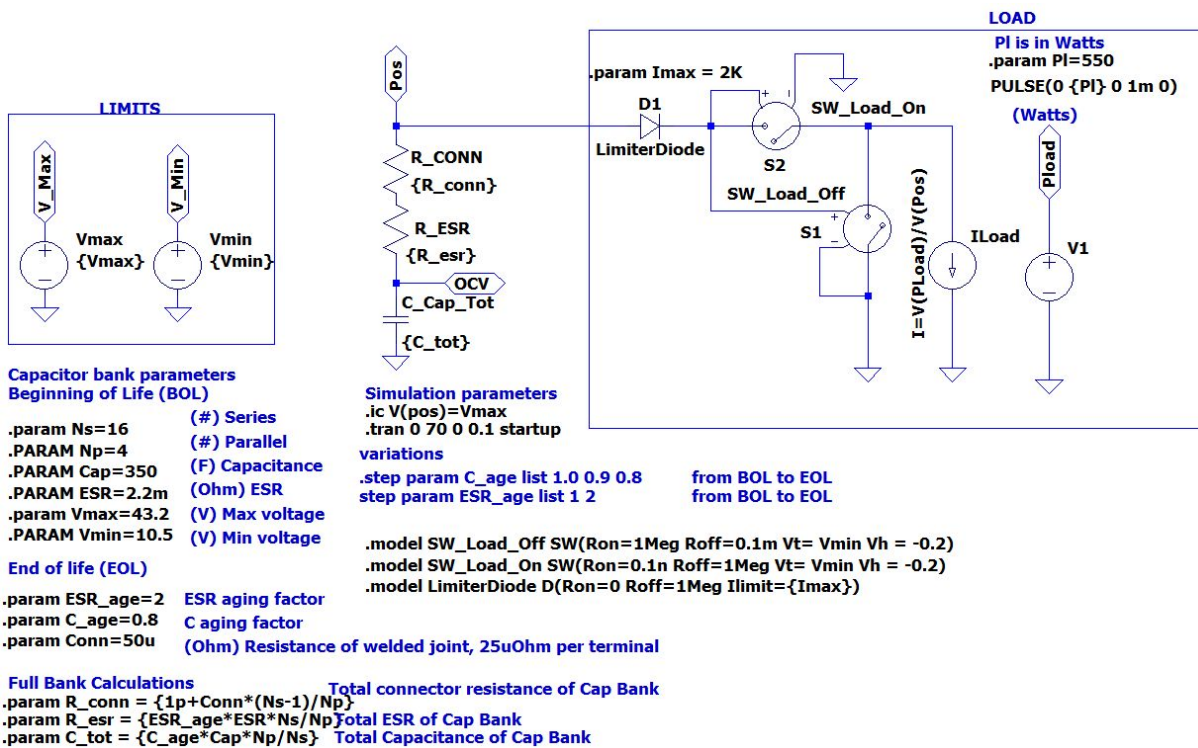 LIMITS
V_Max
V_Min
Vmax
{Vmax}
Vmin
{Vmin}
Pos
R_CONN
{R_conn}
R_ESR
{R_esr}
OCV
C_Cap_Tot
{C_tot}
LOAD
Pl is in Watts
.param Pl=550
PULSE(0 {Pl} 0 1m 0)
(Watts)
.param Imax = 2K
D1
LimiterDiode
+
-
SW_Load_On
S2
SW_Load_Off
S1
+
-
I=V(PLoad)/V(Pos)
ILoad
Pload
V1
Capacitor bank parameters
Beginning of Life (BOL)
.param Ns=16 (#) Series
.PARAM Np=4 (#) Parallel
.PARAM Cap=350 (F) Capacitance
.PARAM ESR=2.2m (Ohm) ESR
.param Vmax=43.2 (V) Max voltage
.PARAM Vmin=10.5 (V) Min voltage
End of life (EOL)
.param ESR_age=2 ESR aging factor
.param C_age=0.8 C aging factor
.param Conn=50u (Ohm) Resistance of welded joint, 25uOhm per terminal
Full Bank Calculations
.param R_conn = {1p+Conn*(Ns-1)/Np} Total connector resistance of Cap Bank
.param R_esr = {ESR_age*ESR*Ns/Np} Total ESR of Cap Bank
.param C_tot = {C_age*Cap*Np/Ns} Total Capacitance of Cap Bank
Simulation parameters
.ic V(pos)=Vmax
.tran 0 70 0 0.1 startup
variations
.step param C_age list 1.0 0.9 0.8 from BOL to EOL
step param ESR_age list 1 2 from BOL to EOL
.model SW_Load_Off SW(Ron=1Meg Roff=0.1m Vt= Vmin Vh = -0.2)
.model SW_Load_On SW(Ron=0.1n Roff=1Meg Vt= Vmin Vh = -0.2)
.model LimiterDiode D(Ron=0 Roff=1Meg Ilimit={Imax})